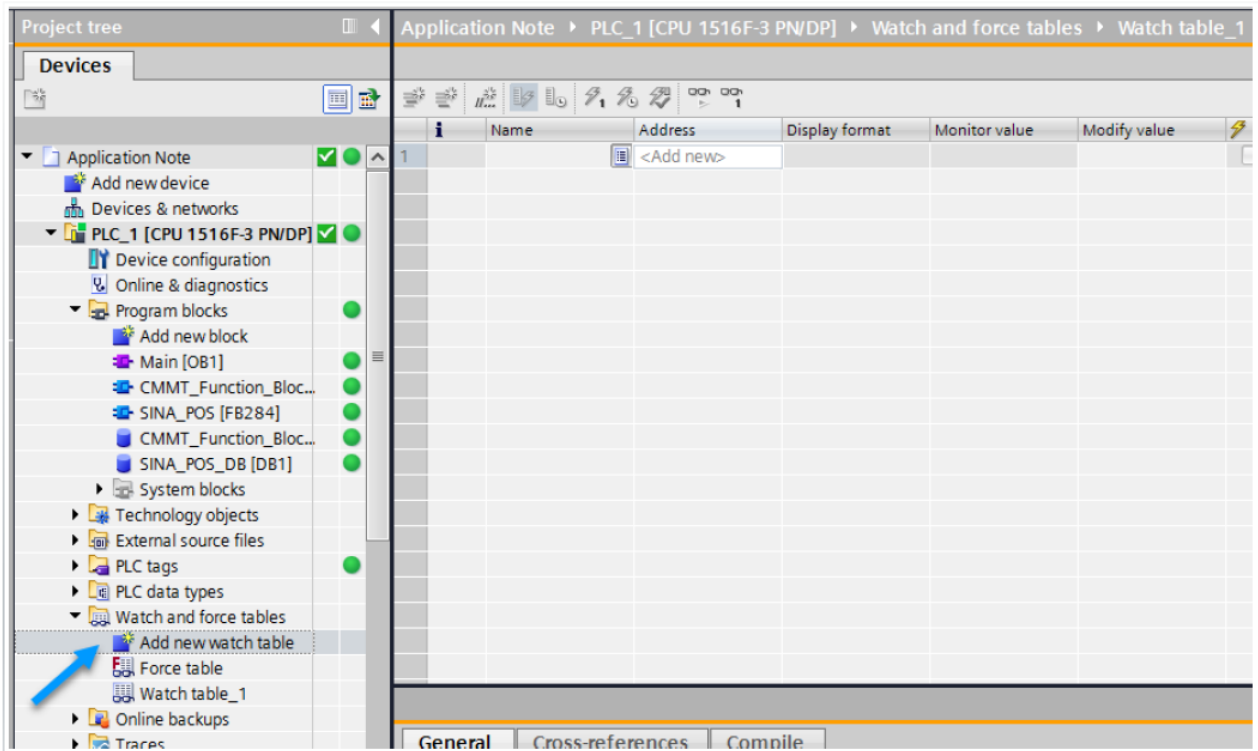 Project tree
Application Note PLC_1 [CPU 1516F-3 PN/DP] Watch and force tables Watch table_1
Devices
i Name Address Display format Monitor value Modify value
1 <Add new>
Application Note
Add new device
Devices & networks
PLC_1 [CPU 1516F-3 PN/DP]
Device configuration
Online & diagnostics
Program blocks
Add new block
Main [OB1]
CMMT_Function_Bloc...
SINA_POS [FB284]
CMMT_Function_Bloc...
SINA_POS_DB [DB1]
System blocks
Technology objects
External source files
PLC tags
PLC data types
Watch and force tables
Add new watch table
Force table
Watch table_1
Online backups
Traces
General Cross-references Compile